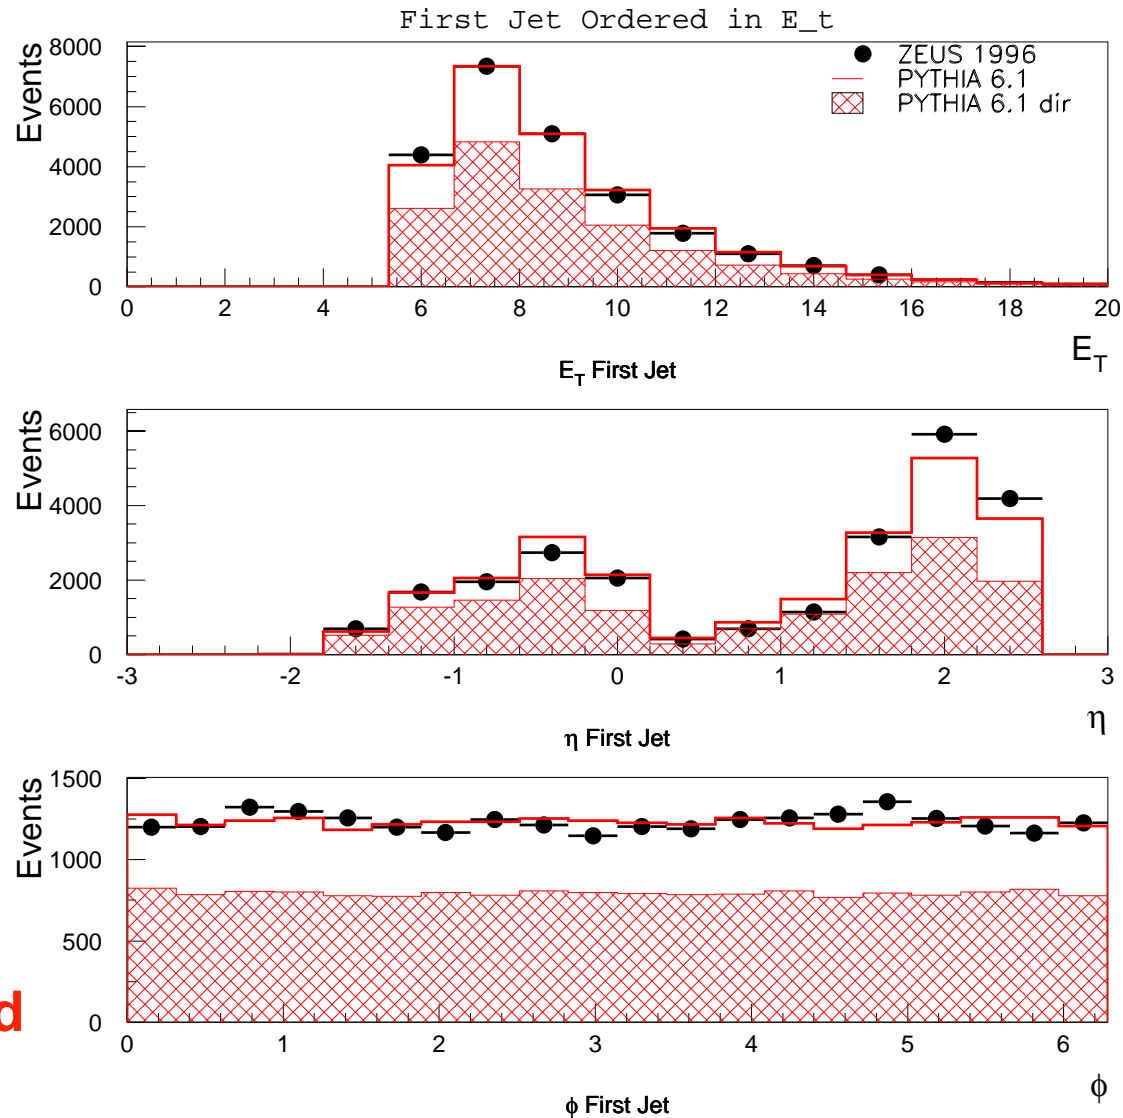 First Jet Ordered in E_t
Events
8000
6000
4000
2000
0
ZEUS 1996
PYTHIA 6.1
PYTHIA 6.1 dir
0 2 4 6 8 10 12 14 16 18 20
E_T
E_T First Jet
Events
6000
4000
2000
0
-3 -2 -1 0 1 2 3
η
η First Jet
Events
1500
1000
500
0
d
0 1 2 3 4 5 6
ϕ
ϕ First Jet